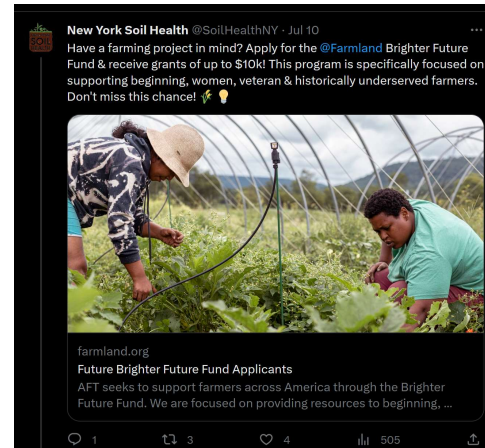 New York Soil Health @SoilHealthNY · Jul 10
Have a farming project in mind? Apply for the @Farmland Brighter Future
Fund & receive grants of up to $10k! This program is specifically focused on
supporting beginning, women, veteran & historically underserved farmers.
Don't miss this chance! 🌾 💡
farmland.org
Future Brighter Future Fund Applicants
AFT seeks to support farmers across America through the Brighter
Future Fund. We are focused on providing resources to beginning, ...
1 3 4 505